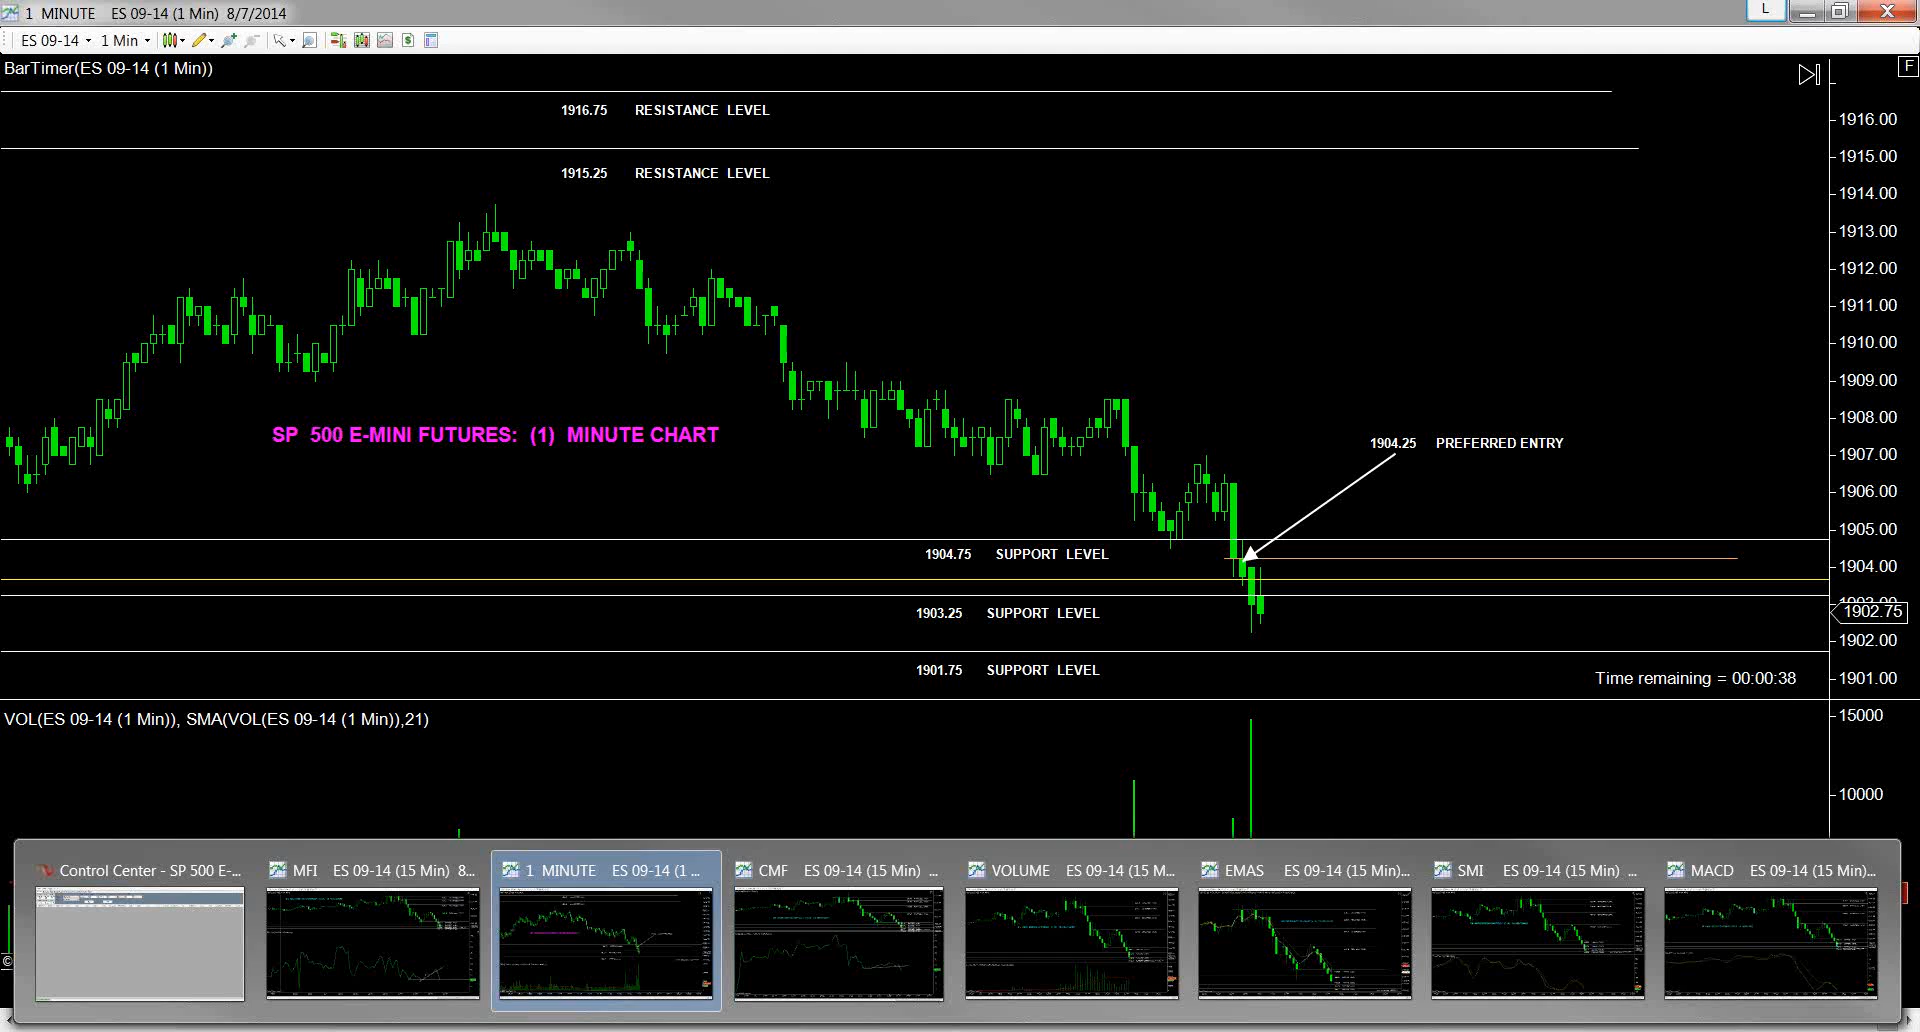 1 MINUTE ES 09-14 (1 Min) 8/7/2014
L
ES 09-14 1 Min
BarTimer(ES 09-14 (1 Min))
F
1916.75 RESISTANCE LEVEL
1916.00
1915.00
1915.25 RESISTANCE LEVEL
1914.00
1913.00
1912.00
1911.00
1910.00
1909.00
1908.00
SP 500 E-MINI FUTURES: (1) MINUTE CHART
1904.25 PREFERRED ENTRY
1907.00
1906.00
1905.00
1904.75 SUPPORT LEVEL
1904.00
1903.00
1903.25 SUPPORT LEVEL
1902.75
1902.00
1901.75 SUPPORT LEVEL
Time remaining = 00:00:38
1901.00
VOL(ES 09-14 (1 Min)), SMA(VOL(ES 09-14 (1 Min)),21)
15000
10000
Control Center - SP 500 E-...
MFI ES 09-14 (15 Min) 8...
1 MINUTE ES 09-14 (1 ...
CMF ES 09-14 (15 Min) ...
VOLUME ES 09-14 (15 M...
EMAS ES 09-14 (15 Min)...
SMI ES 09-14 (15 Min) ...
MACD ES 09-14 (15 Min)...
©